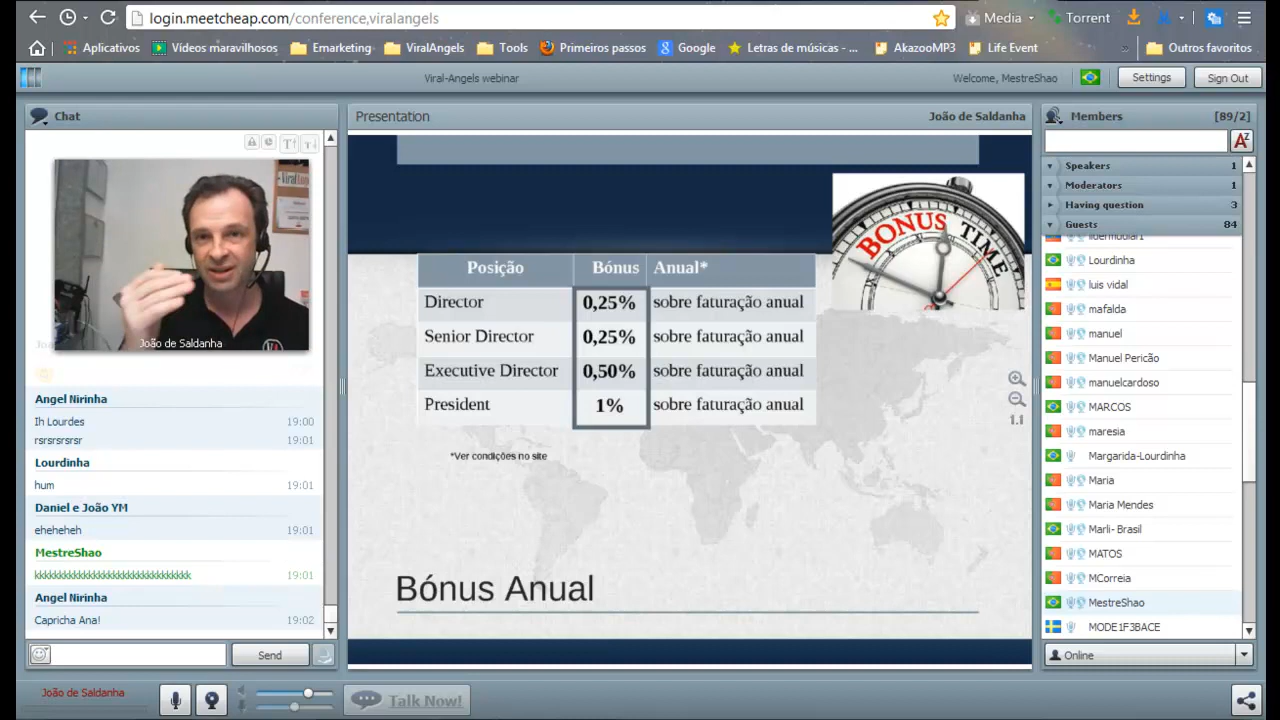 login.meetcheap.com/conference,viralangels
Media
Torrent
Aplicativos
Vídeos maravilhosos
Emarketing
ViralAngels
Tools
Primeiros passos
Google
Letras de músicas - ...
AkazooMP3
Life Event
»
Outros favoritos
Viral-Angels webinar
Welcome, MestreShao
Settings
Sign Out
Chat
João de Saldanha
Angel Nirinha
Ih Lourdes 19:00
rsrsrsrsrsr 19:01
Lourdinha
hum 19:01
Daniel e João YM
eheheheh 19:01
MestreShao
kkkkkkkkkkkkkkkkkkkkkkkkkkkkkkk 19:01
Angel Nirinha
Capricha Ana! 19:02
Send
Presentation João de Saldanha
BONUS TIME
Posição Bónus Anual*
Director 0,25% sobre faturação anual
Senior Director 0,25% sobre faturação anual
Executive Director 0,50% sobre faturação anual
President 1% sobre faturação anual
*Ver condições no site
Bónus Anual
1.1
Members [89/2]
AZ
Speakers 1
Moderators 1
Having question 3
Guests 84
Lourdinha
luis vidal
mafalda
manuel
Manuel Pericão
manuelcardoso
MARCOS
maresia
Margarida-Lourdinha
Maria
Maria Mendes
Marli- Brasil
MATOS
MCorreia
MestreShao
MODE1F3BACE
Online
João de Saldanha
Talk Now!